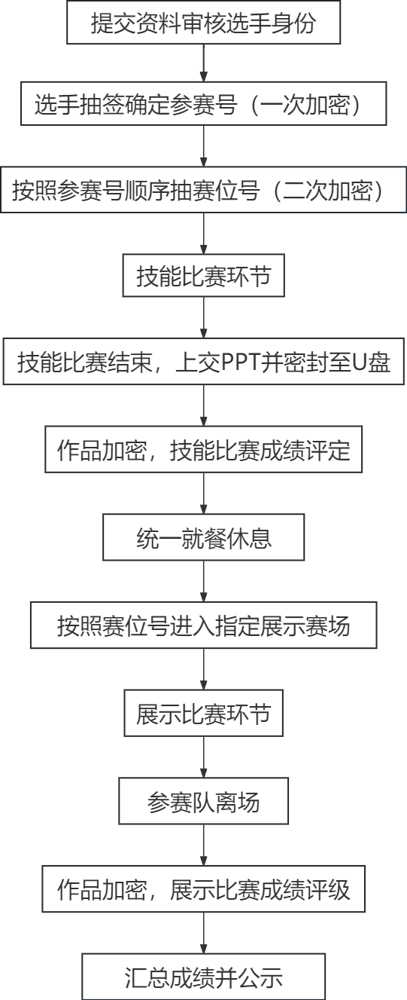 提交资料审核选手身份
选手抽签确定参赛号（一次加密）
按照参赛号顺序抽赛位号（二次加密）
技能比赛环节
技能比赛结束，上交PPT并密封至U盘
作品加密，技能比赛成绩评定
统一就餐休息
按照赛位号进入指定展示赛场
展示比赛环节
参赛队离场
作品加密，展示比赛成绩评级
汇总成绩并公示